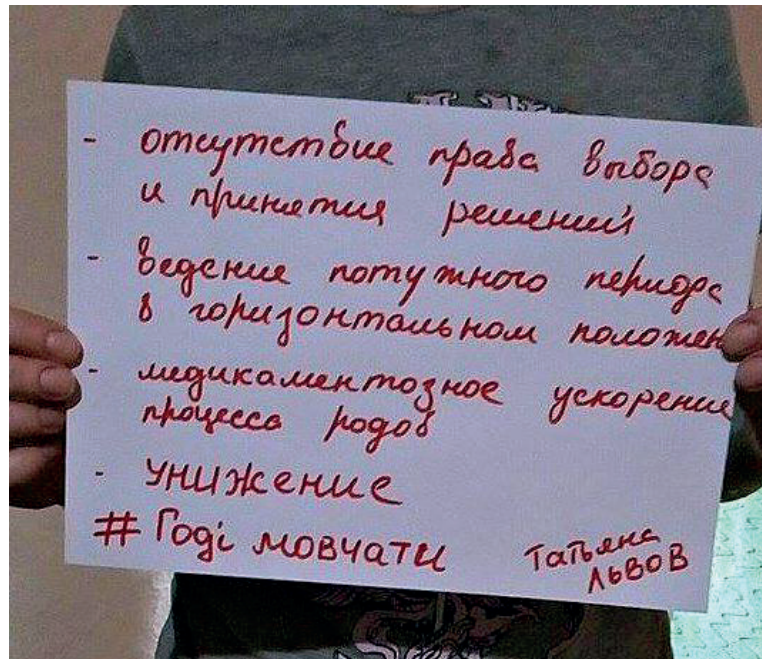 - отсутствие права выбора
и принятия решений
- ведение потужного периода
в горизонтальном положен
- медикаментозное ускорение
процесса родов
- унижение
# Годі мовчати
Татьяна
Львов